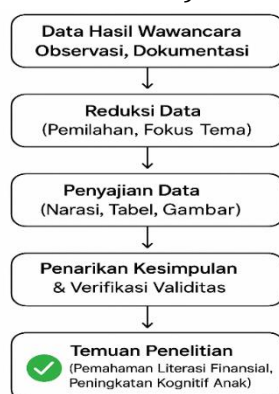 Data Hasil Wawancara
Observasi, Dokumentasi
Reduksi Data
(Pemilahan, Fokus Tema)
Penyajian Data
(Narasi, Tabel, Gambar)
Penarikan Kesimpulan
& Verifikasi Validitas
Temuan Penelitian
(Pemahaman Literasi Finansial,
Peningkatan Kognitif Anak)